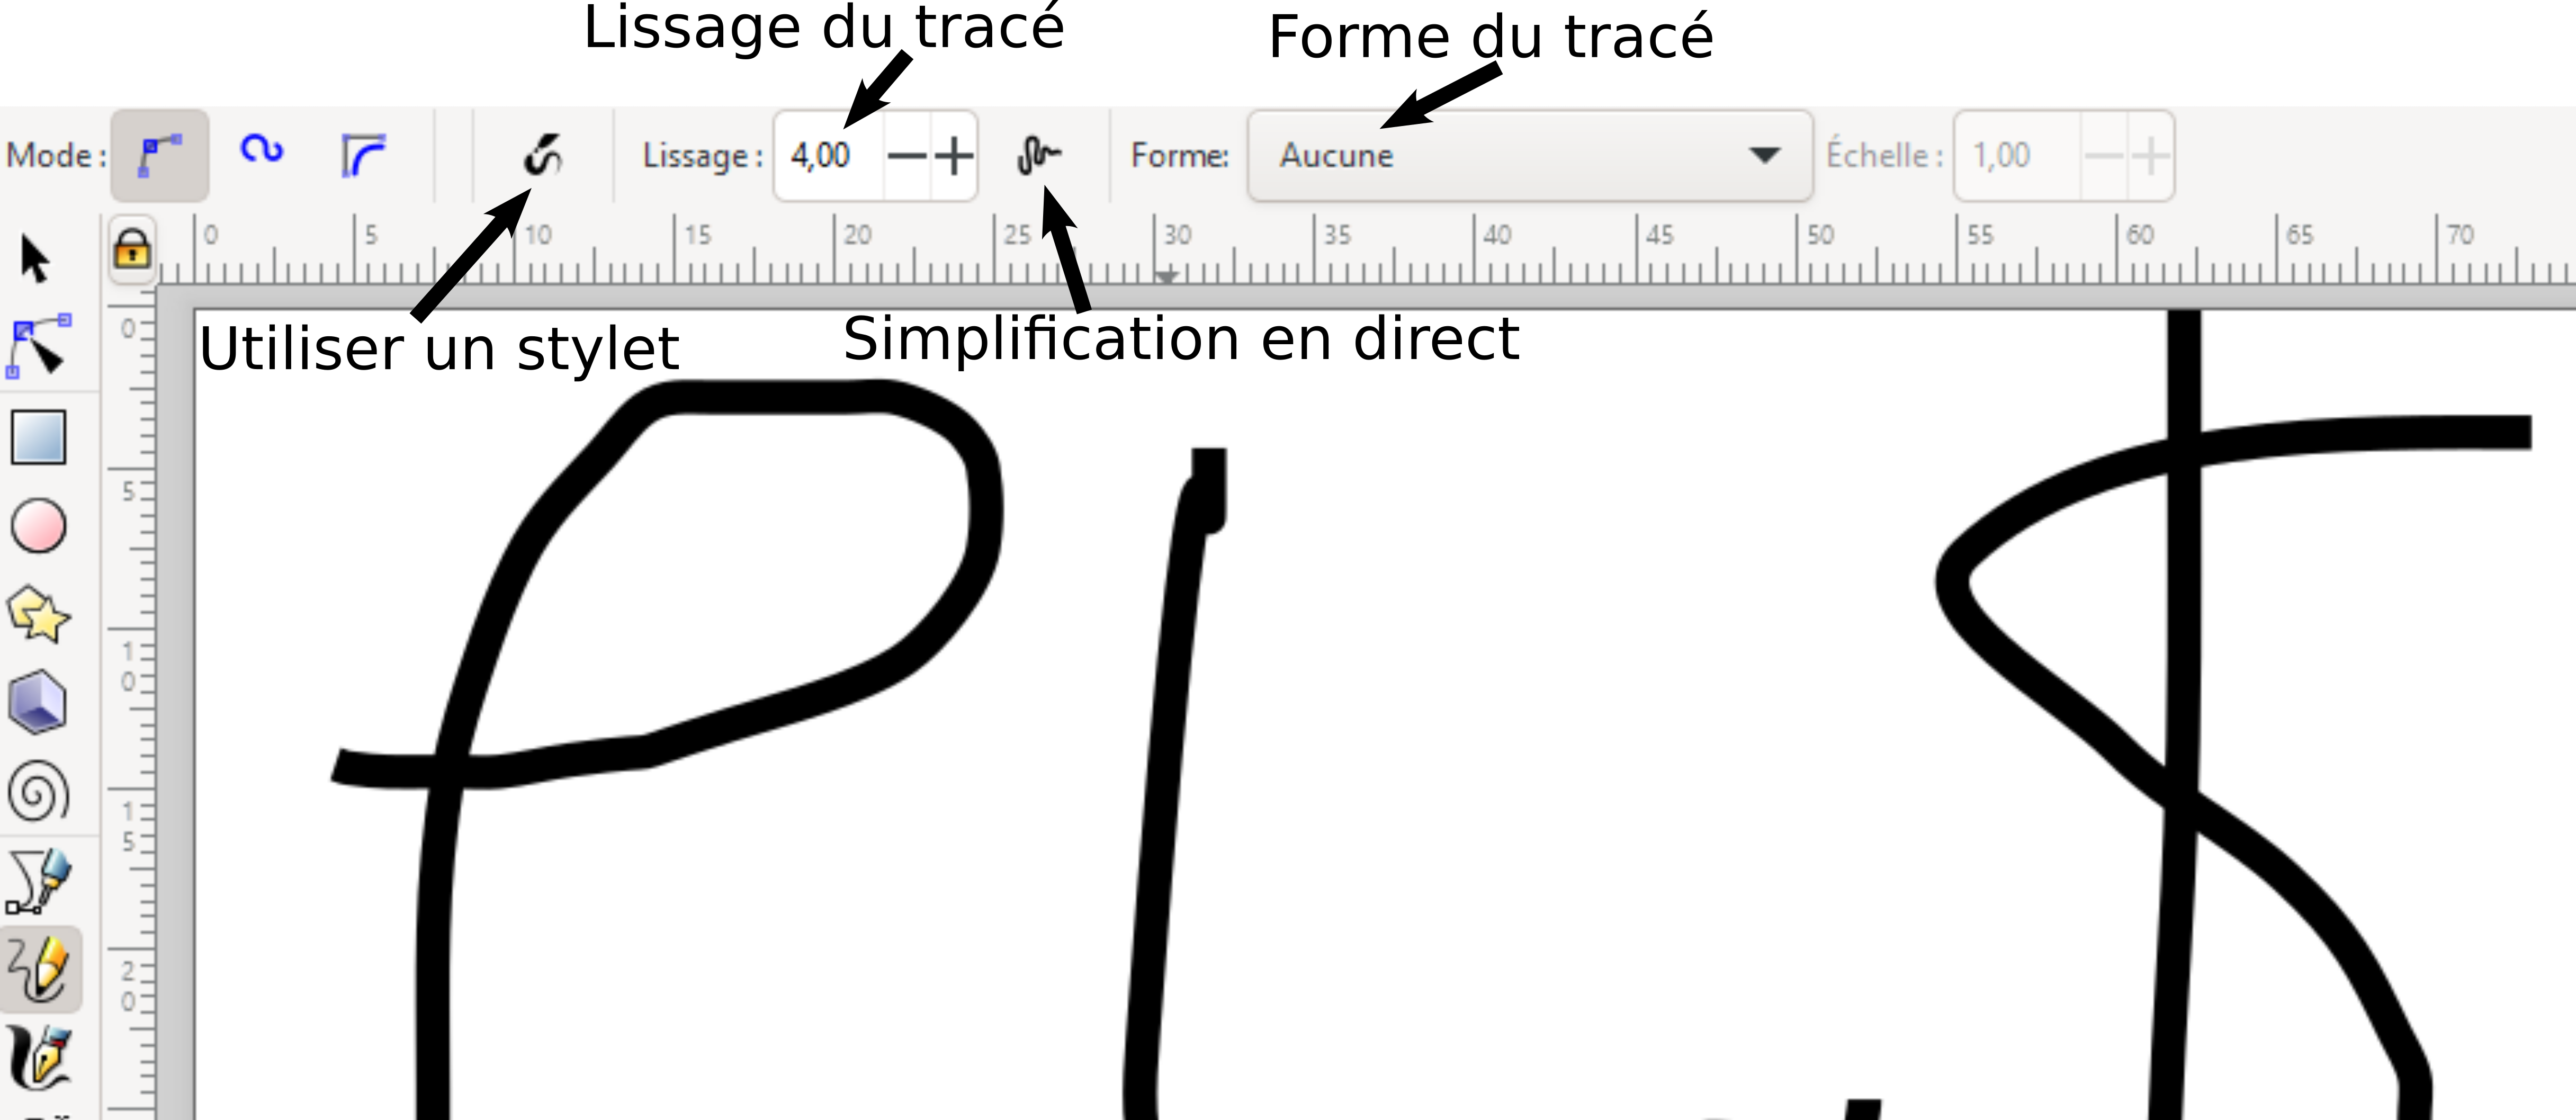 Lissage du tracé
Forme du tracé
Mode : Lissage : 4,00 Forme: Aucune Échelle : 1,00
0 5 10 15 20 25 30 35 40 45 50 55 60 65 70
Utiliser un stylet
Simplification en direct
0
5
10
15
20